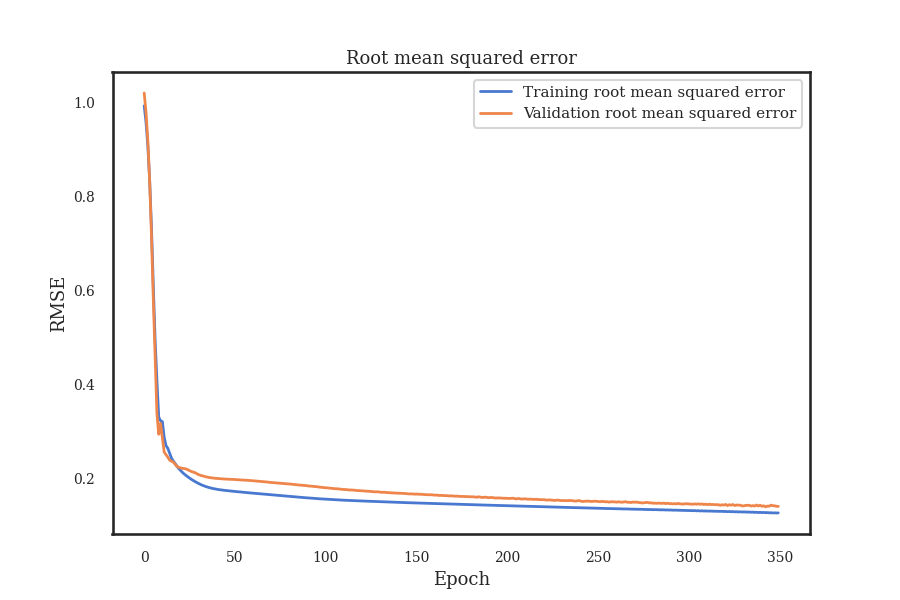 Root mean squared error
Training root mean squared error
Validation root mean squared error
1.0
0.8
0.6
0.4
0.2
RMSE
0 50 100 150 200 250 300 350
Epoch